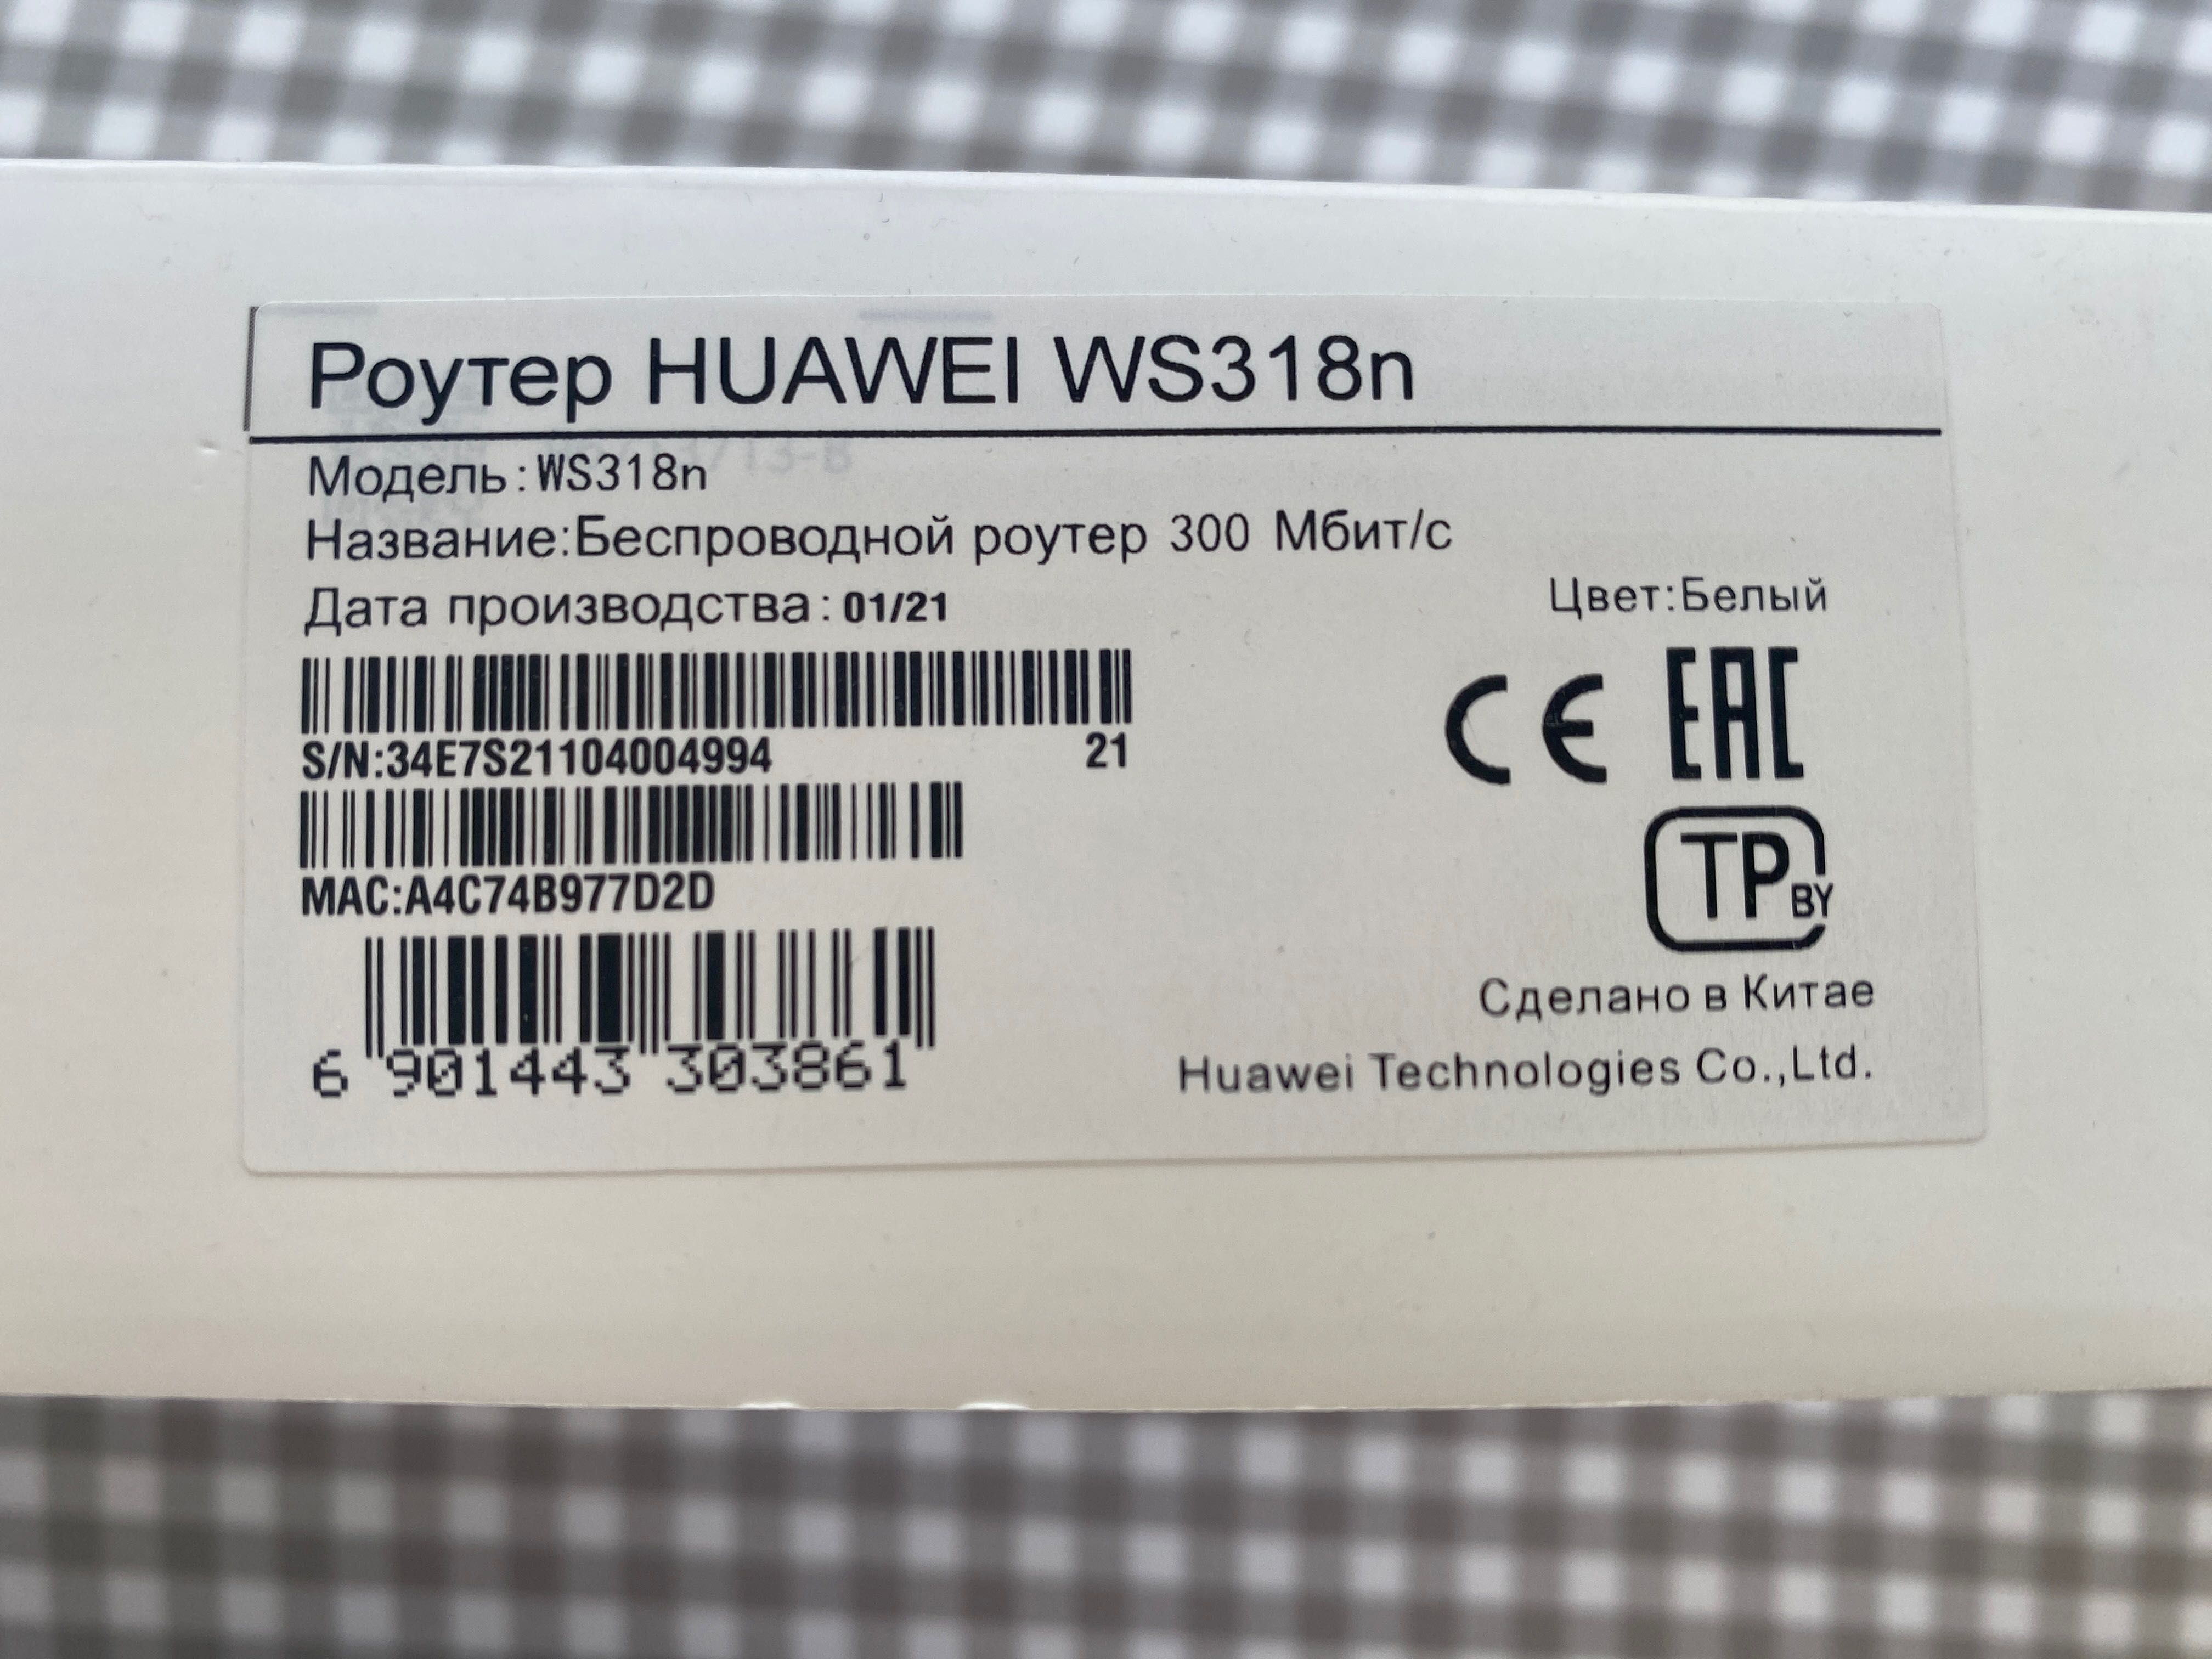 Роутер HUAWEI WS318n
Модель:WS318n
Название:Беспроводной роутер 300 Мбит/с
Дата производства:01/21
Цвет:Белый
S/N:34E7S21104004994 21
CE EAC
MAC:A4C74B977D2D
TP BY
6 901443 303861
Сделано в Китае
Huawei Technologies Co.,Ltd.